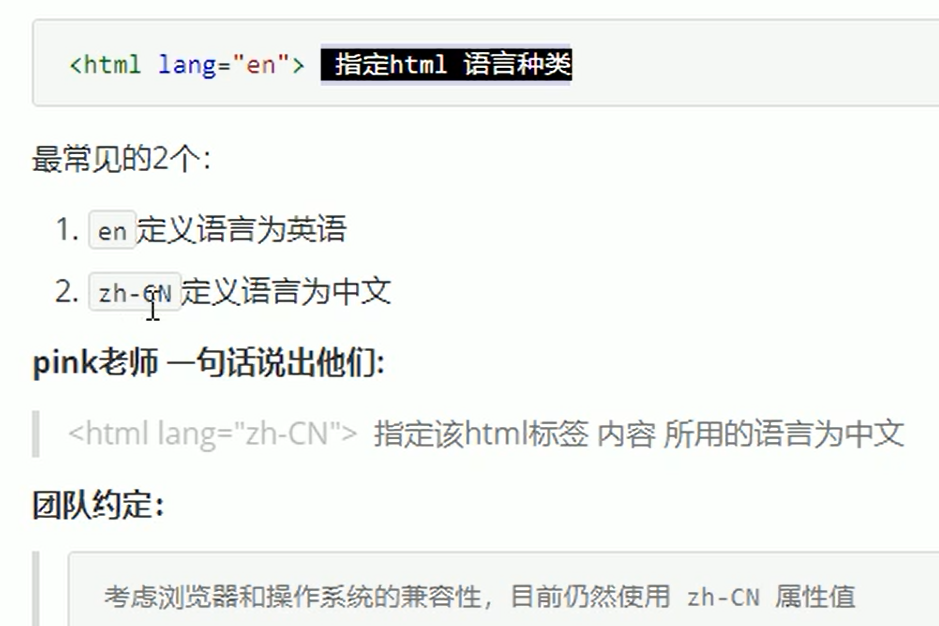 <html lang="en"> 指定html 语言种类
最常见的2个：
1. en定义语言为英语
2. zh-CN定义语言为中文
pink老师 一句话说出他们:
<html lang="zh-CN"> 指定该html标签 内容 所用的语言为中文
团队约定：
考虑浏览器和操作系统的兼容性，目前仍然使用 zh-CN 属性值